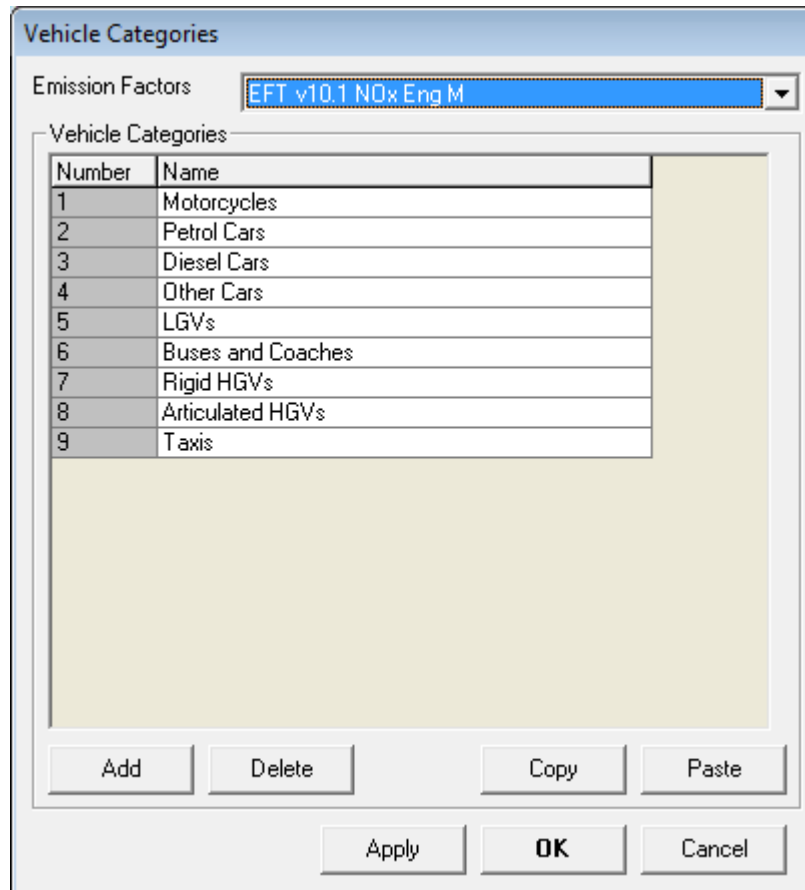 Vehicle Categories
Emission Factors EFT v10.1 NOx Eng M
Vehicle Categories
Number Name
1 Motorcycles
2 Petrol Cars
3 Diesel Cars
4 Other Cars
5 LGVs
6 Buses and Coaches
7 Rigid HGVs
8 Articulated HGVs
9 Taxis
Add Delete Copy Paste
Apply OK Cancel